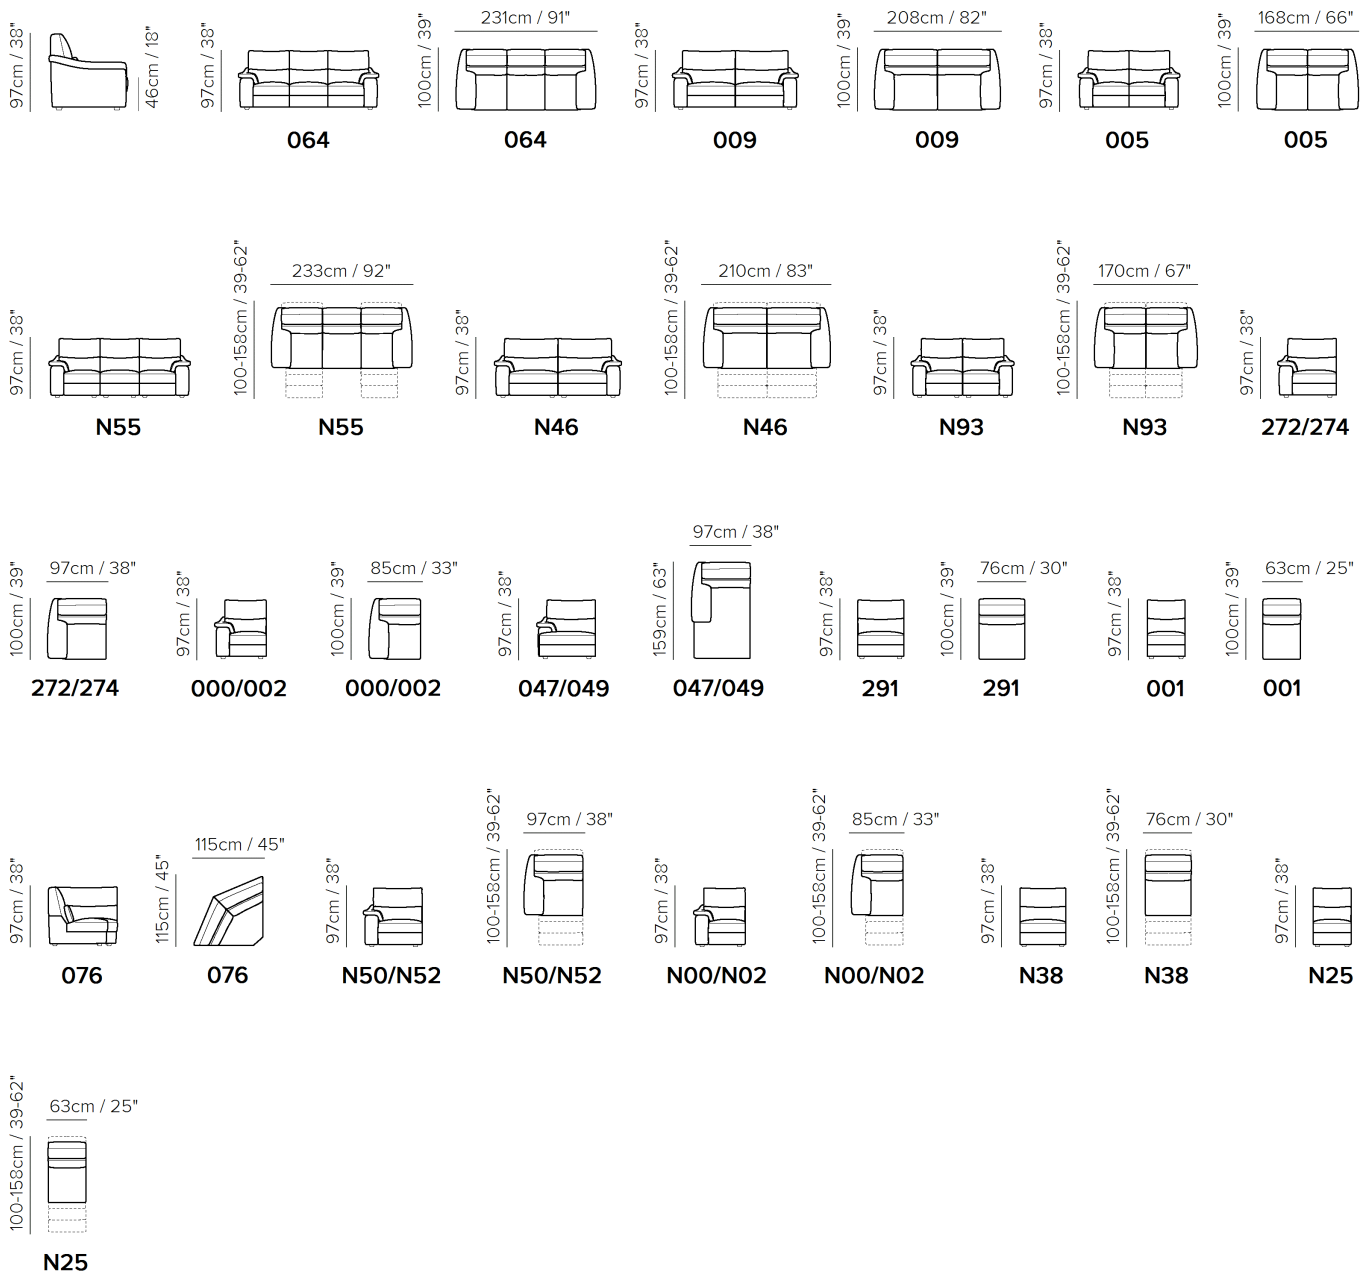 97cm / 38"
46cm / 18"
97cm / 38"
064
100cm / 39"
231cm / 91"
064
97cm / 38"
009
100cm / 39"
208cm / 82"
009
97cm / 38"
005
100cm / 39"
168cm / 66"
005
97cm / 38"
N55
100-158cm / 39-62"
233cm / 92"
N55
97cm / 38"
N46
100-158cm / 39-62"
210cm / 83"
N46
97cm / 38"
N93
100-158cm / 39-62"
170cm / 67"
N93
97cm / 38"
272/274
100cm / 39"
97cm / 38"
272/274
97cm / 38"
000/002
100cm / 39"
85cm / 33"
000/002
97cm / 38"
047/049
159cm / 63"
97cm / 38"
047/049
97cm / 38"
291
100cm / 39"
76cm / 30"
291
97cm / 38"
001
100cm / 39"
63cm / 25"
001
97cm / 38"
076
115cm / 45"
115cm / 45"
076
97cm / 38"
N50/N52
100-158cm / 39-62"
97cm / 38"
N50/N52
97cm / 38"
N00/N02
100-158cm / 39-62"
85cm / 33"
N00/N02
97cm / 38"
N38
100-158cm / 39-62"
76cm / 30"
N38
97cm / 38"
N25
100-158cm / 39-62"
63cm / 25"
N25